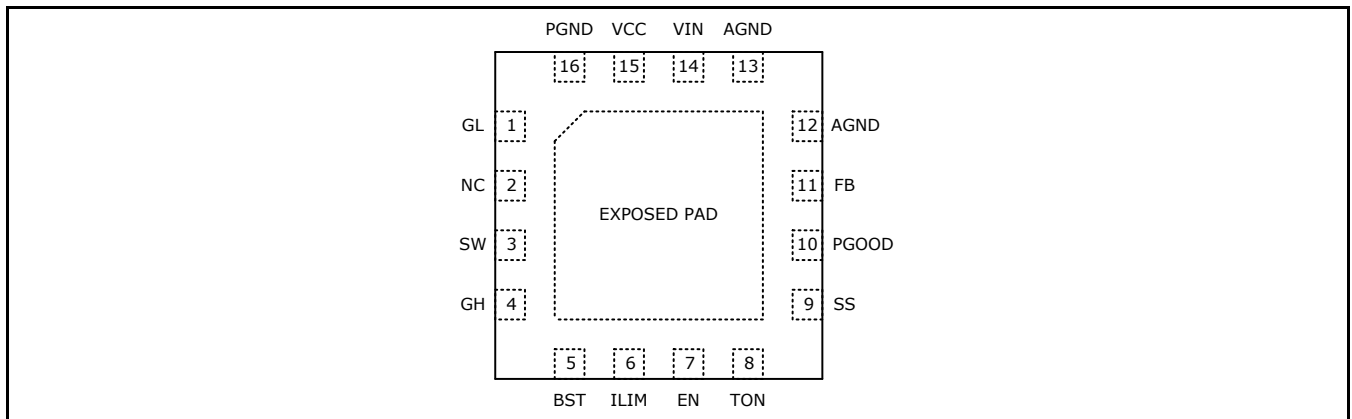 PGND VCC VIN AGND
16 15 14 13
GL 1 12 AGND
NC 2 11 FB
EXPOSED PAD
SW 3 10 PGOOD
GH 4 9 SS
5 6 7 8
BST ILIM EN TON